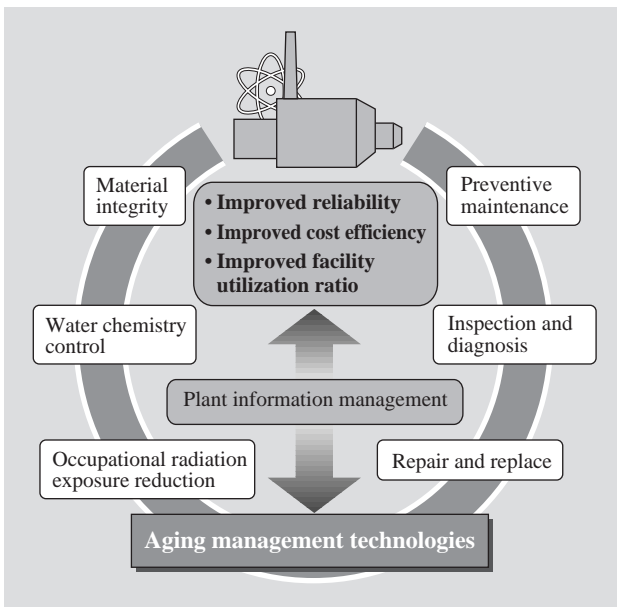 Material
integrity
Preventive
maintenance
• Improved reliability
• Improved cost efficiency
• Improved facility
utilization ratio
Water chemistry
control
Inspection and
diagnosis
Plant information management
Occupational radiation
exposure reduction
Repair and replace
Aging management technologies